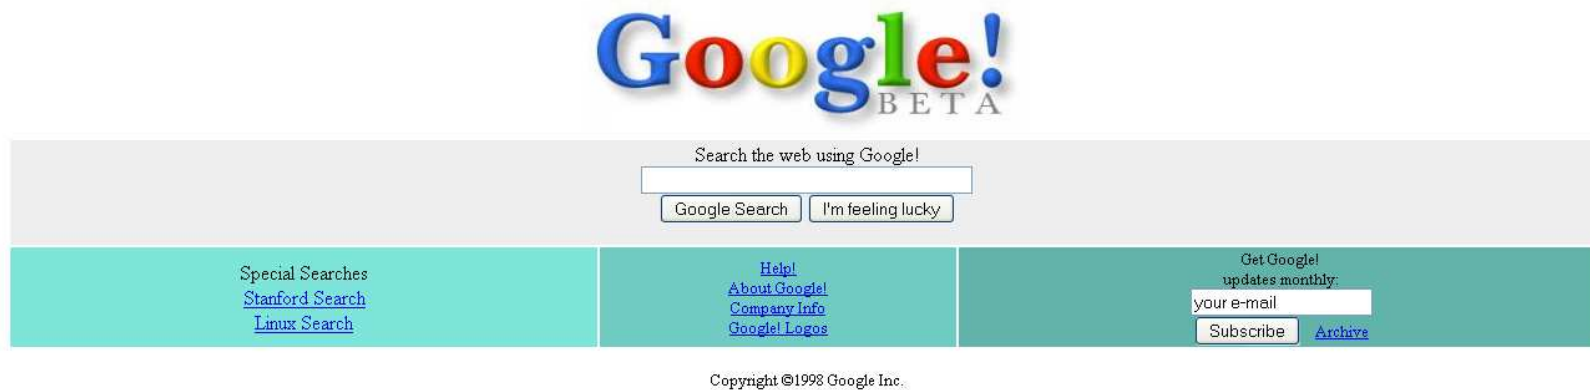 Google!
BETA
Search the web using Google!
Google Search I'm feeling lucky
Special Searches
Stanford Search
Linux Search
Help!
About Google!
Company Info
Google! Logos
Get Google!
updates monthly:
your e-mail
Subscribe Archive
Copyright ©1998 Google Inc.